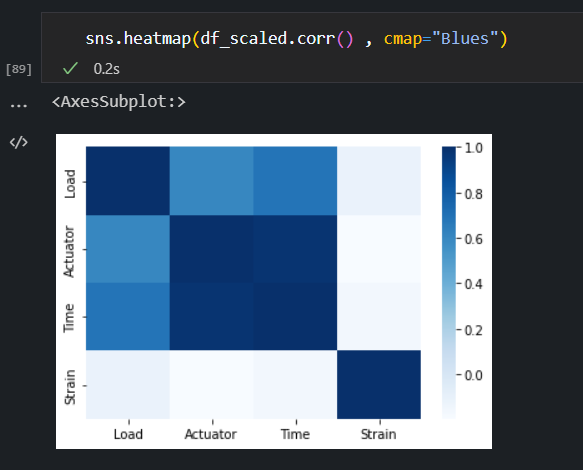 sns.heatmap(df_scaled.corr() , cmap="Blues")
[89]
0.2s
...
<AxesSubplot:>
</>
Load
Actuator
Time
Strain
Load
Actuator
Time
Strain
1.0
0.8
0.6
0.4
0.2
0.0